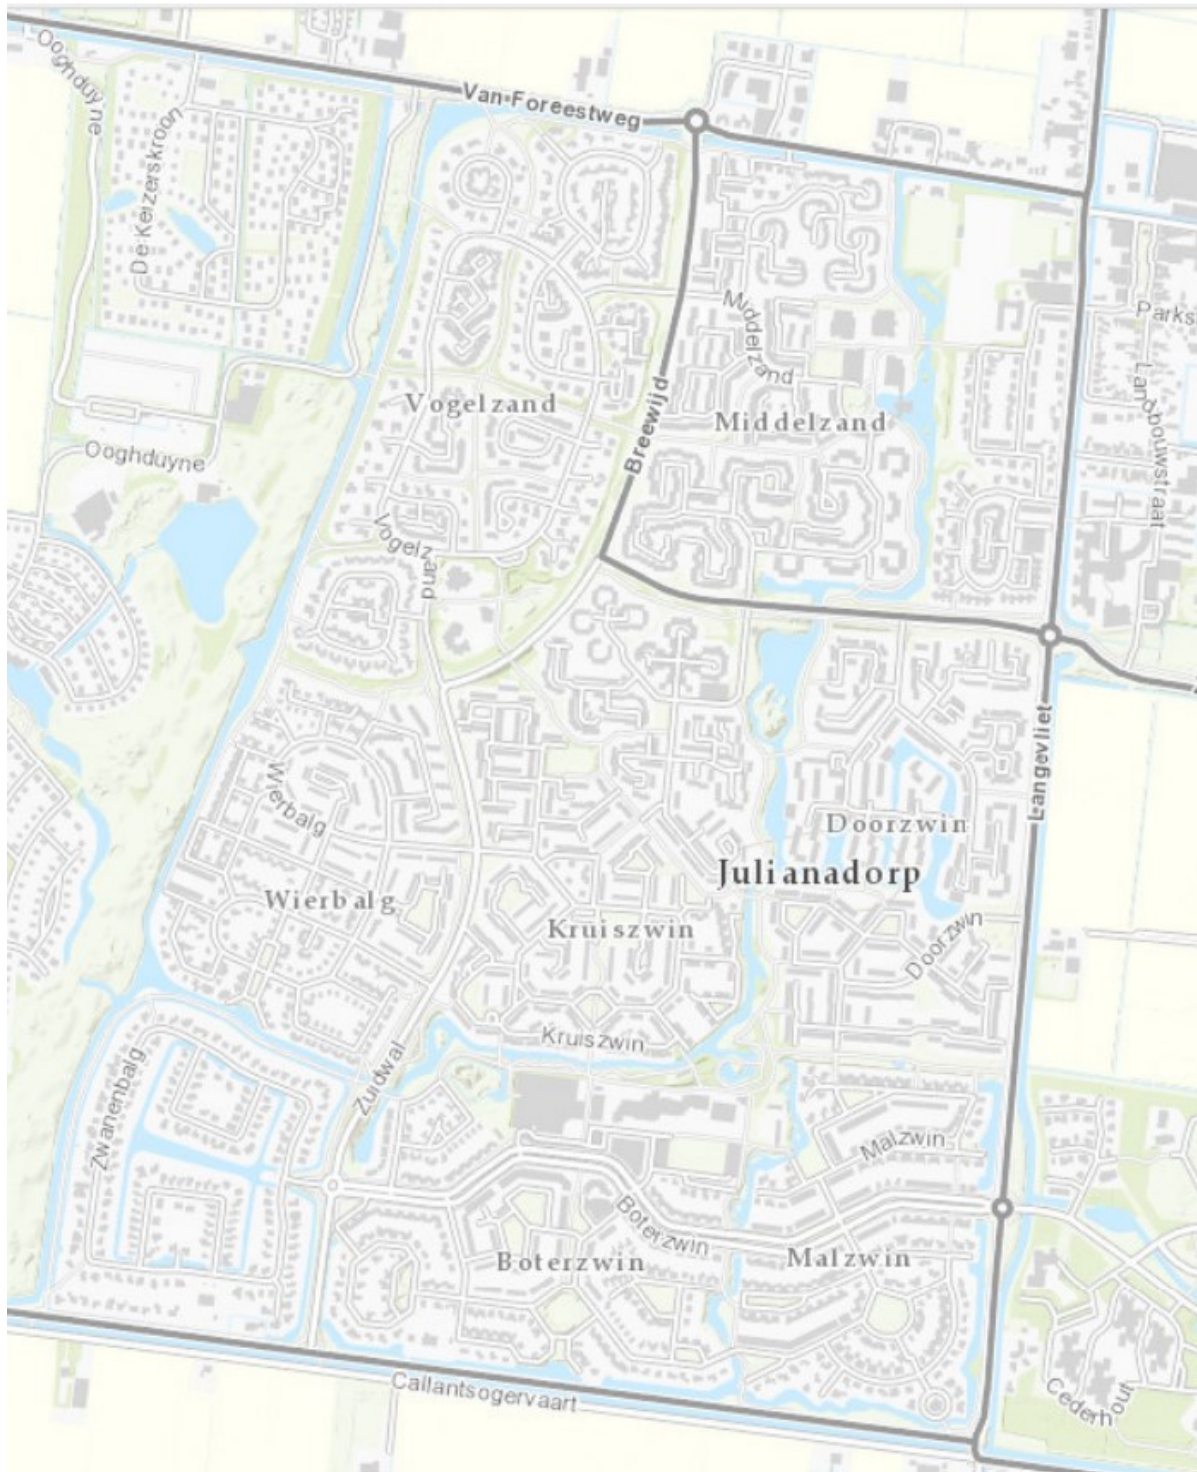 Ooghduyne
Van Foreestweg
De Keizerskroon
Middelzand
Parks
Landbouwstraat
Vogelzand
Breewijd
Middelzand
Ooghduyne
Vogelzand
Langevliet
Wierbalg
Doorzwin
Julianadorp
Wierbalg
Kruiszwin
Doorzwin
Kruiszwin
Zuidwal
Zwanenbalg
Malzwin
Boterzwin
Boterzwin
Malzwin
Callantsogervaart
Cederhout